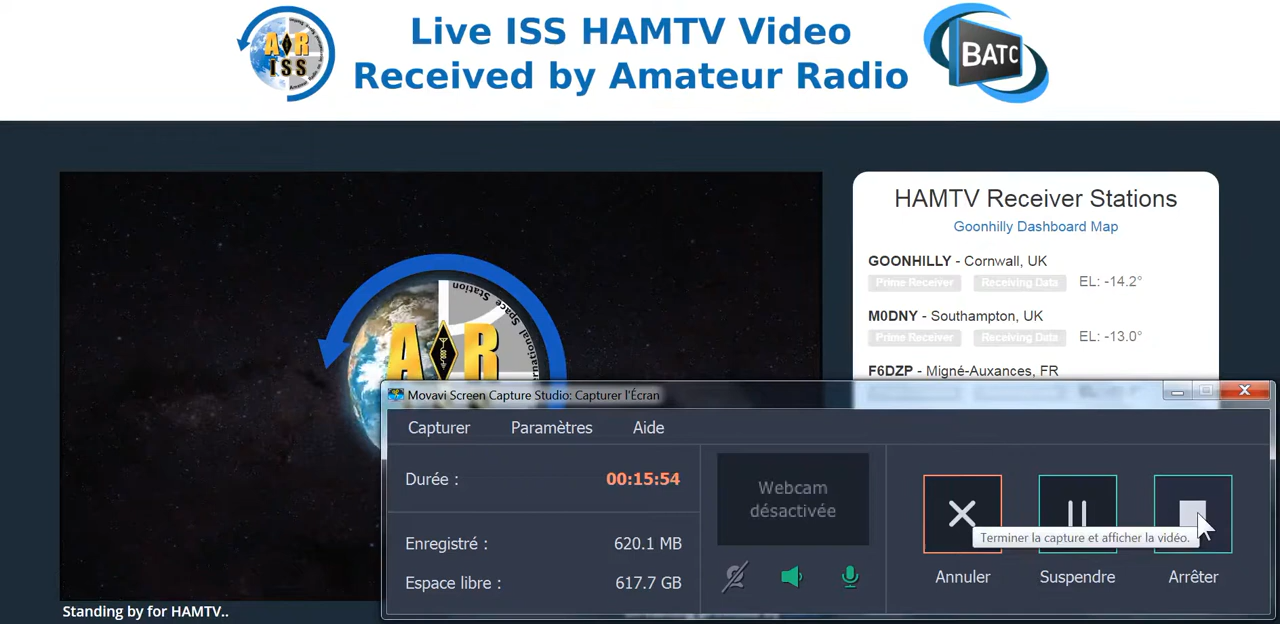 Live ISS HAMTV Video
Received by Amateur Radio
A R
ISS
BATC
HAMTV Receiver Stations
Goonhilly Dashboard Map
GOONHILLY - Cornwall, UK
Prime Receiver Receiving Data EL: -14.2°
M0DNY - Southampton, UK
Prime Receiver Receiving Data EL: -13.0°
F6DZP - Migné-Auxances, FR
Station
Space
A R
Movavi Screen Capture Studio: Capturer l'Écran
Capturer Paramètres Aide
Durée : 00:15:54
Webcam
désactivée
Enregistré : 620.1 MB
Espace libre : 617.7 GB
Terminer la capture et afficher la vidéo.
Annuler Suspendre Arrêter
Standing by for HAMTV..